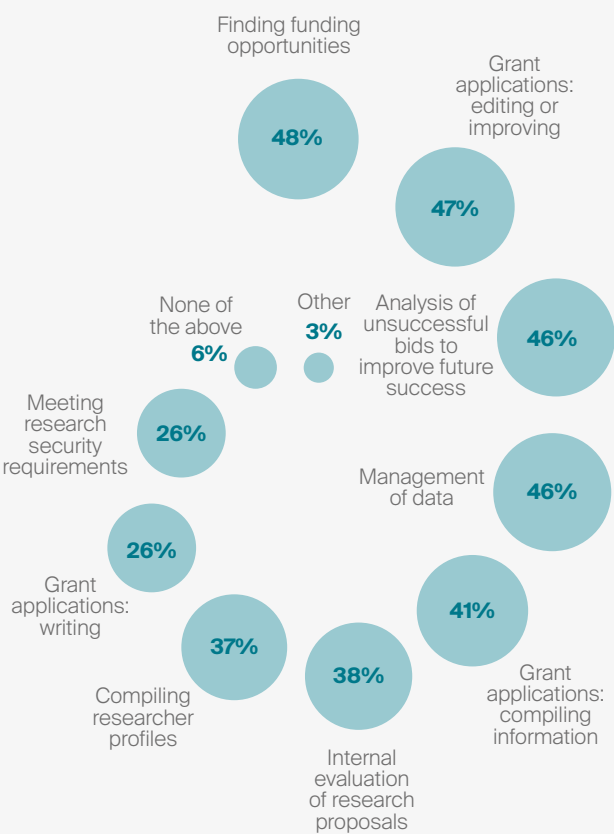 Finding funding
opportunities
48%
Grant
applications:
editing or
improving
47%
Analysis of
unsuccessful
bids to
improve future
success
46%
Management
of data
46%
Grant
applications:
compiling
information
41%
Internal
evaluation
of research
proposals
38%
Compiling
researcher
profiles
37%
Grant
applications:
writing
26%
Meeting
research
security
requirements
26%
None of
the above
6%
Other
3%